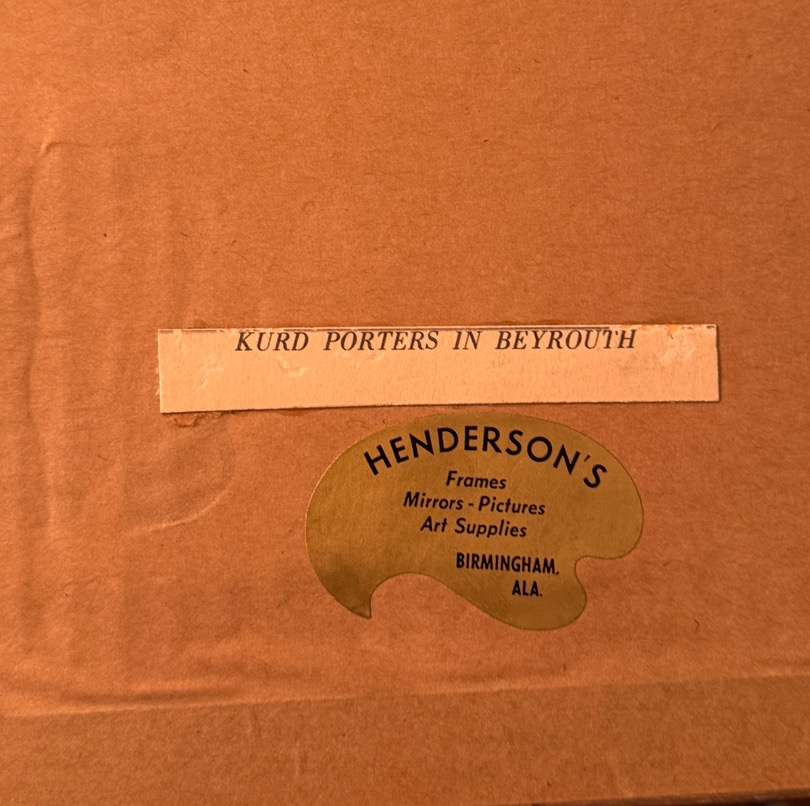 KURD PORTERS IN BEYROUTH
HENDERSON'S
Frames
Mirrors - Pictures
Art Supplies
BIRMINGHAM,
ALA.